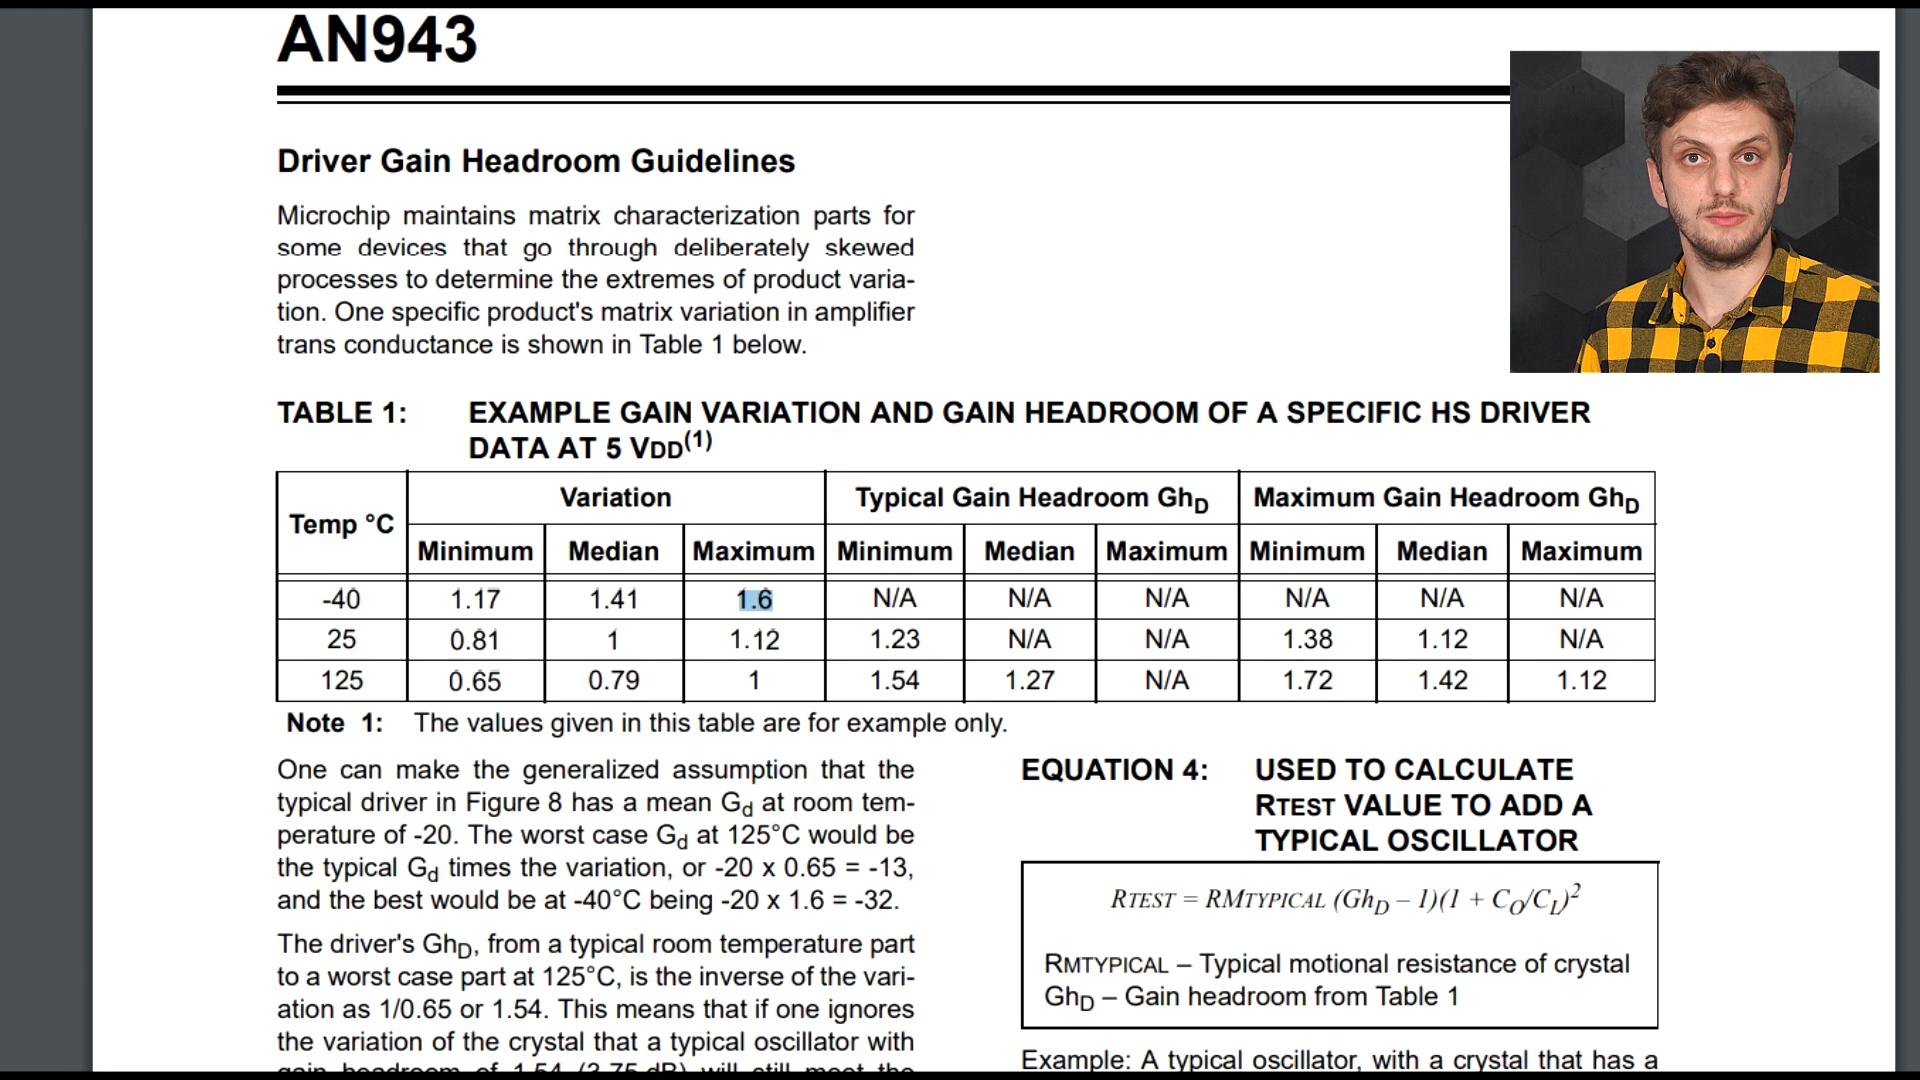 AN943
Driver Gain Headroom Guidelines
Microchip maintains matrix characterization parts for
some devices that go through deliberately skewed
processes to determine the extremes of product varia-
tion. One specific product's matrix variation in amplifier
trans conductance is shown in Table 1 below.
TABLE 1: EXAMPLE GAIN VARIATION AND GAIN HEADROOM OF A SPECIFIC HS DRIVER
DATA AT 5 VDD(1)
Temp °C Variation Typical Gain Headroom GhD Maximum Gain Headroom GhD
Minimum Median Maximum Minimum Median Maximum Minimum Median Maximum
-40 1.17 1.41 1.6 N/A N/A N/A N/A N/A N/A
25 0.81 1 1.12 1.23 N/A N/A 1.38 1.12 N/A
125 0.65 0.79 1 1.54 1.27 N/A 1.72 1.42 1.12
Note 1: The values given in this table are for example only.
One can make the generalized assumption that the
typical driver in Figure 8 has a mean Gd at room tem-
perature of -20. The worst case Gd at 125°C would be
the typical Gd times the variation, or -20 x 0.65 = -13,
and the best would be at -40°C being -20 x 1.6 = -32.
The driver's GhD, from a typical room temperature part
to a worst case part at 125°C, is the inverse of the vari-
ation as 1/0.65 or 1.54. This means that if one ignores
the variation of the crystal that a typical oscillator with
gain headroom of 1.54 (3.75 dB) will still meet the
EQUATION 4: USED TO CALCULATE
RTEST VALUE TO ADD A
TYPICAL OSCILLATOR
RTEST = RMTYPICAL (GhD – 1)(1 + CO/CL)2
RMTYPICAL – Typical motional resistance of crystal
GhD – Gain headroom from Table 1
Example: A typical oscillator, with a crystal that has a